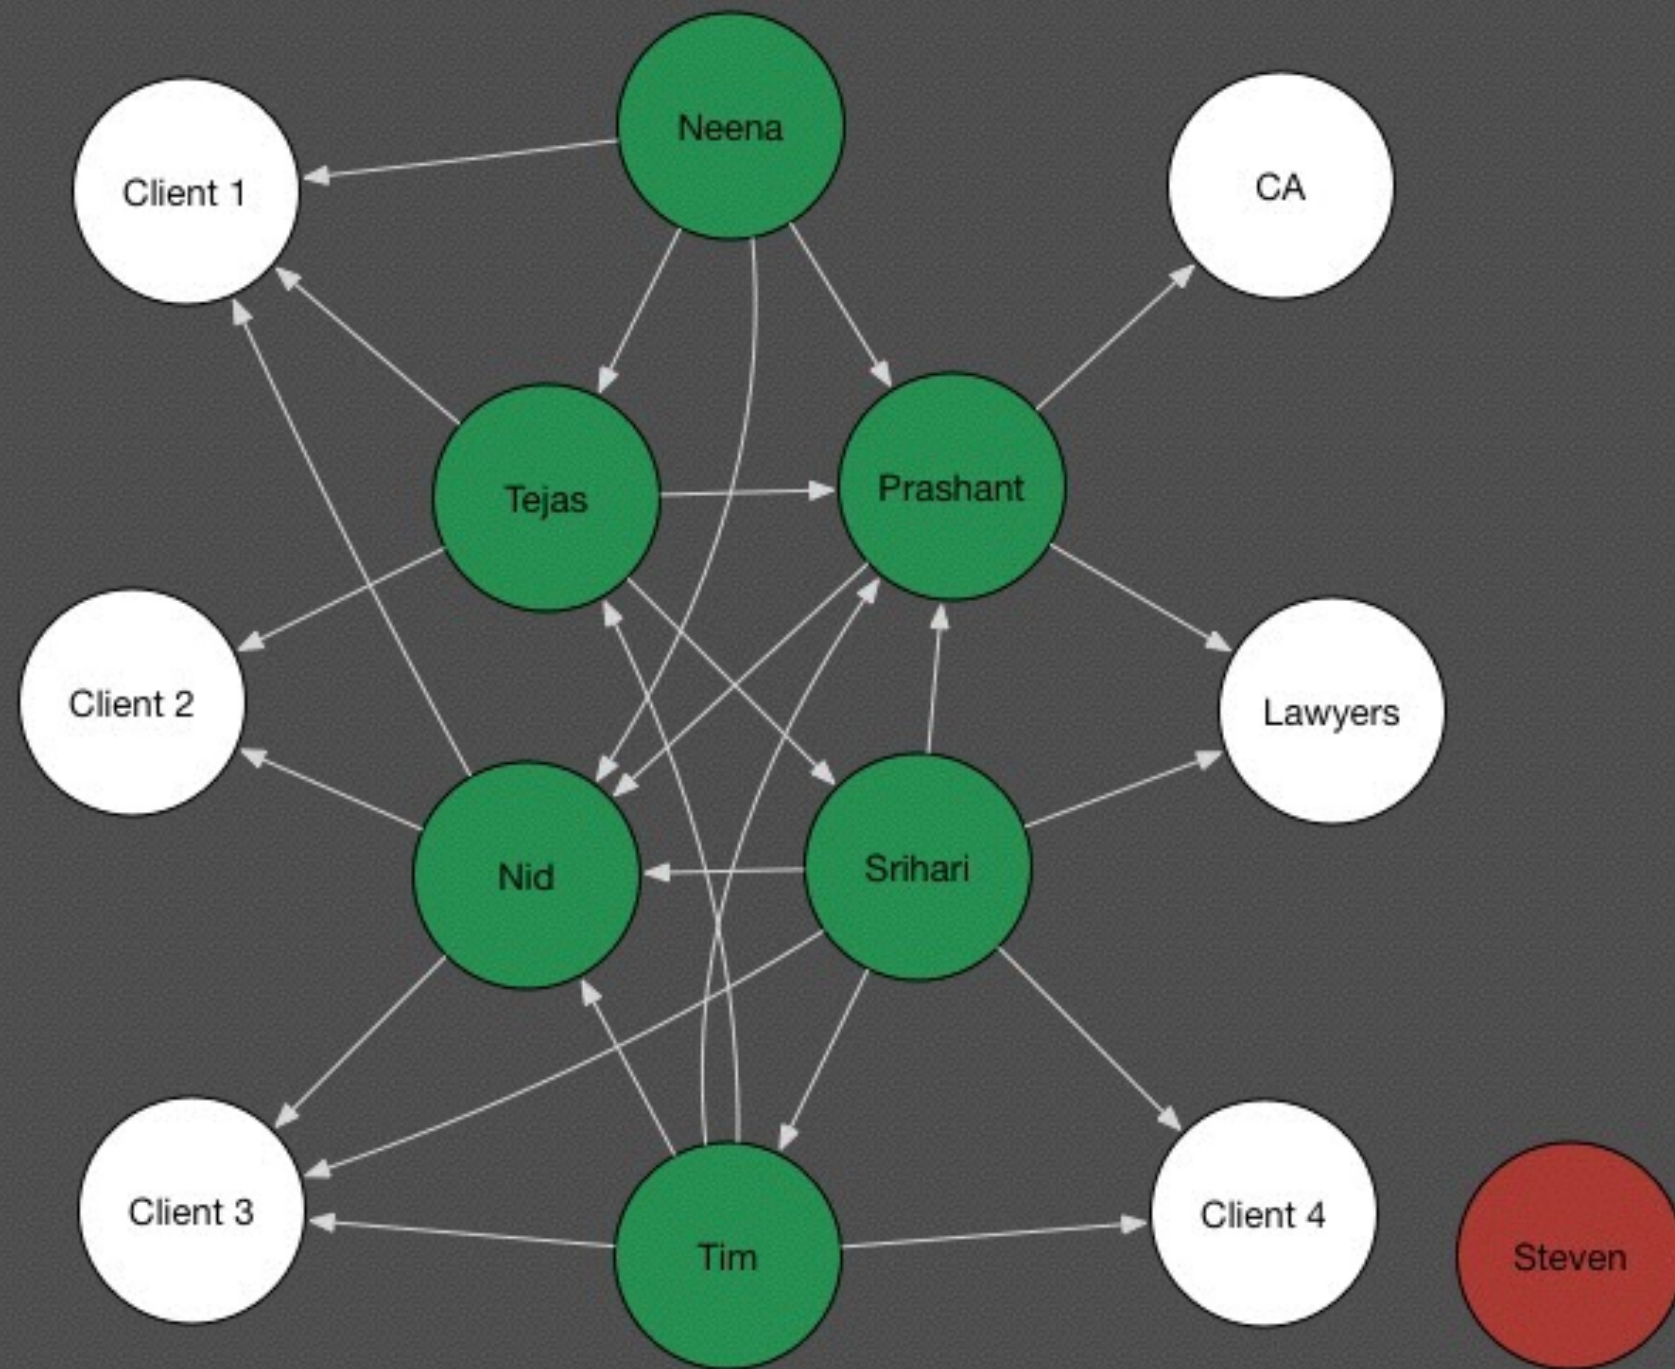 Neena
Client 1
CA
Tejas
Prashant
Client 2
Lawyers
Nid
Srihari
Client 3
Tim
Client 4
Steven